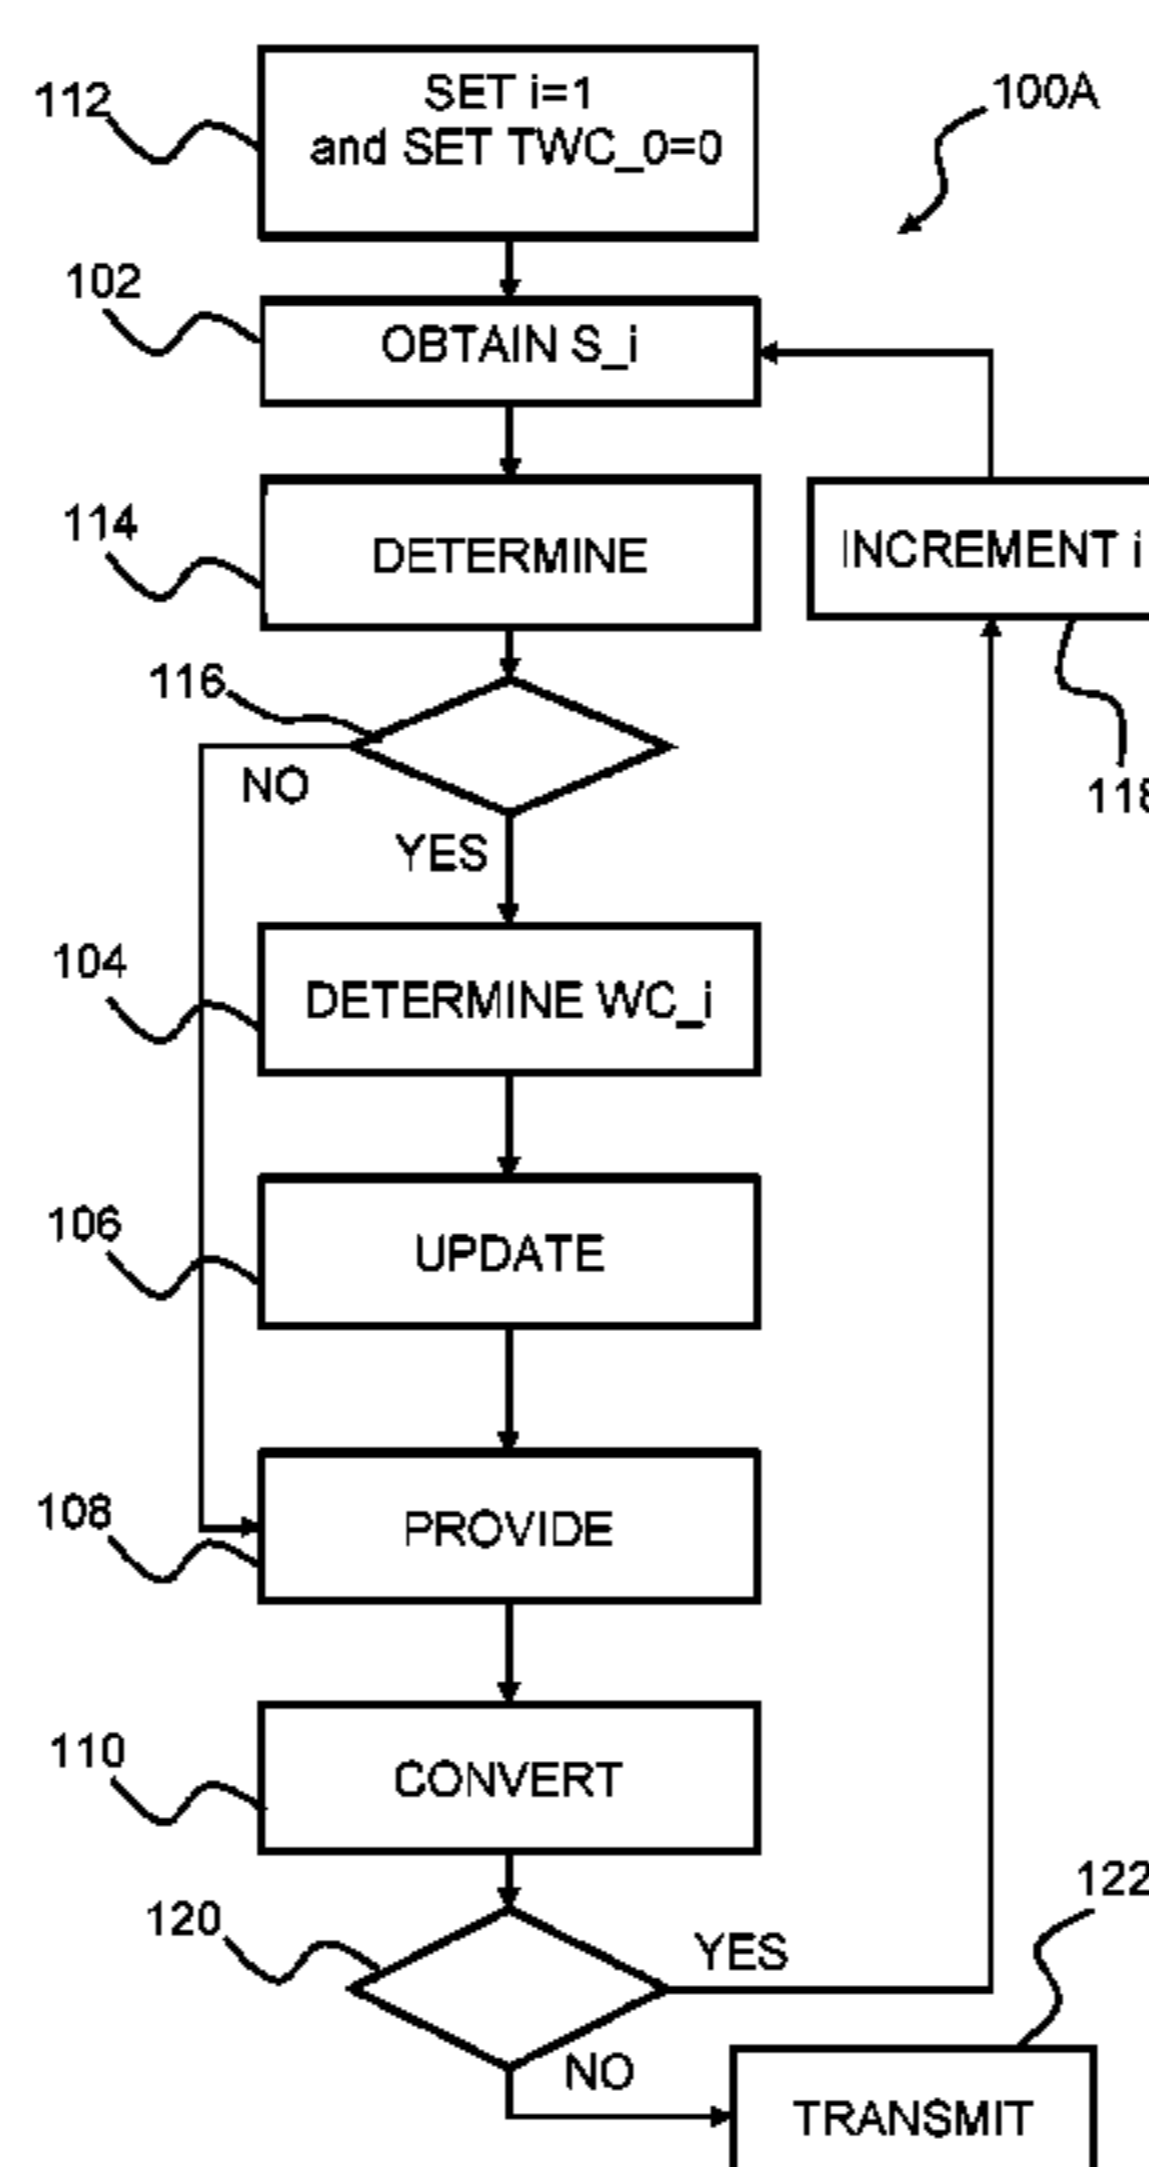 112
SET i=1
and SET TWC_0=0
100A
102
OBTAIN S_i
114
DETERMINE
INCREMENT i
116
NO
YES
118
104
DETERMINE WC_i
106
UPDATE
108
PROVIDE
110
CONVERT
120
YES
122
NO
TRANSMIT